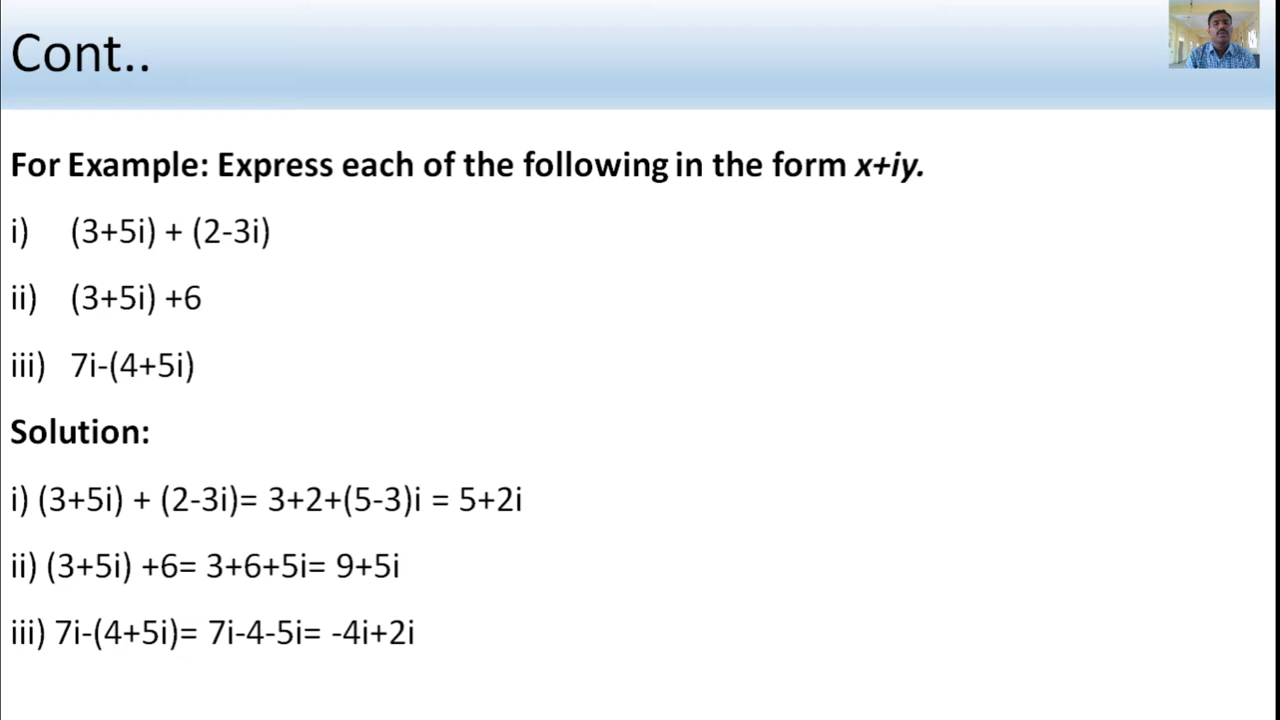 Cont..
For Example: Express each of the following in the form x+iy.
i) (3+5i) + (2-3i)
ii) (3+5i) +6
iii) 7i-(4+5i)
Solution:
i) (3+5i) + (2-3i)= 3+2+(5-3)i = 5+2i
ii) (3+5i) +6= 3+6+5i= 9+5i
iii) 7i-(4+5i)= 7i-4-5i= -4i+2i